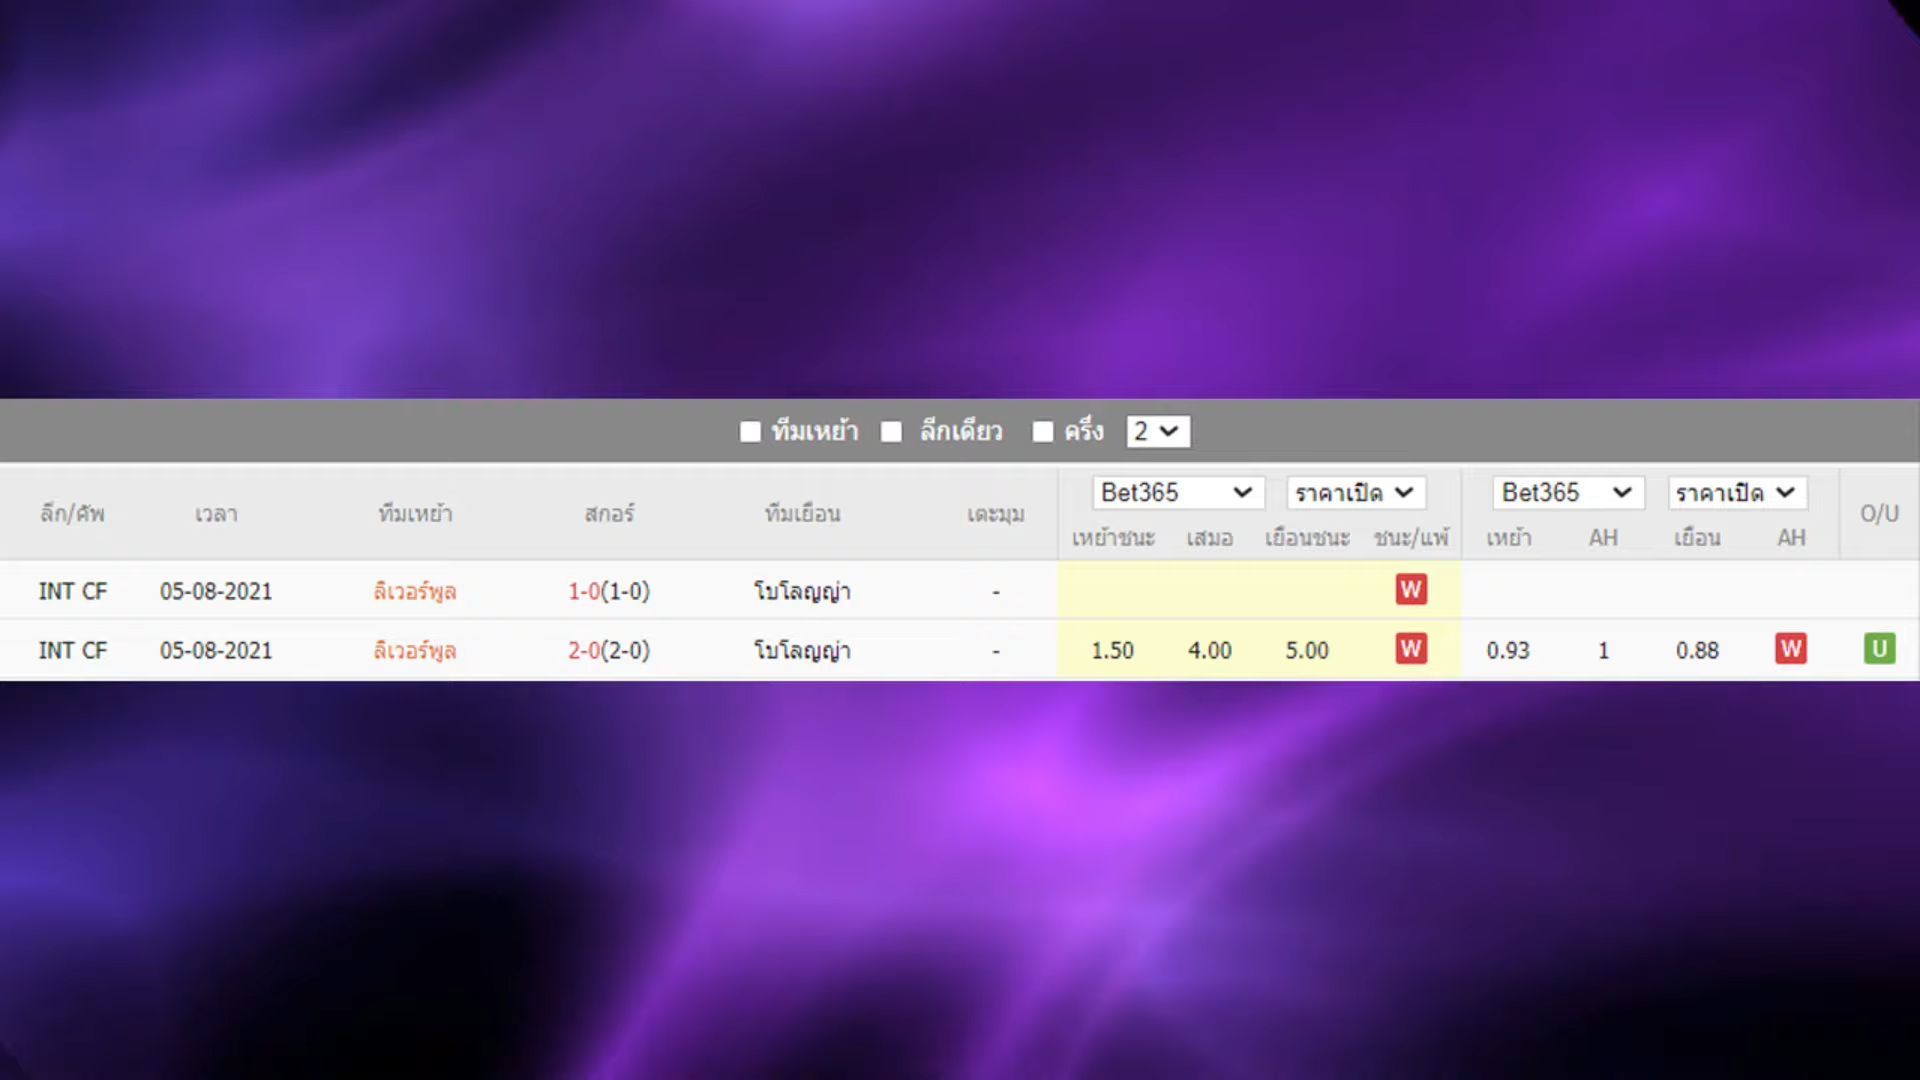 ทีมเหย้า ลีกเดียว ครึ่ง 2
Bet365 ราคาเปิด Bet365 ราคาเปิด
ลีก/คัพ เวลา ทีมเหย้า สกอร์ ทีมเยือน เตะมุม O/U
เหย้าชนะ เสมอ เยือนชนะ ชนะ/แพ้ เหย้า AH เยือน AH
INT CF 05-08-2021 ลิเวอร์พูล 1-0(1-0) โบโลญญ่า - W
INT CF 05-08-2021 ลิเวอร์พูล 2-0(2-0) โบโลญญ่า - 1.50 4.00 5.00 W 0.93 1 0.88 W U